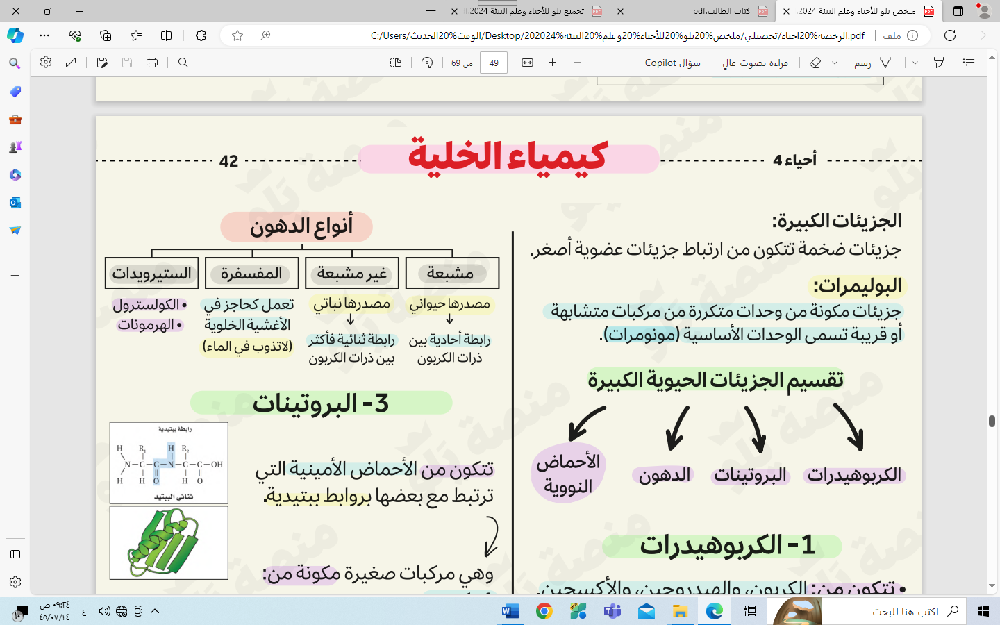 ملخص يلو للأحياء وعلم البيئة 2024
كتاب الطالب.pdf
تجميع يلو للأحياء وعلم البيئة 2024
ملف
C:/Users/الوقت%20الحديث/Desktop/202024%الرخصة%20احياء/تحصيلي/ملخص%20يلو%20للأحياء%20وعلم%20البيئة.pdf
رسم
قراءة بصوت عالٍ
سؤال Copilot
49
من 69
أحياء 4
كيمياء الخلية
42
الجزيئات الكبيرة:
جزيئات ضخمة تتكون من ارتباط جزيئات عضوية أصغر.
البوليمرات:
جزيئات مكونة من وحدات متكررة من مركبات متشابهة
أو قريبة تسمى الوحدات الأساسية (مونومرات).
تقسيم الجزيئات الحيوية الكبيرة
الكربوهيدرات
البروتينات
الدهون
الأحماض
النووية
1- الكربوهيدرات
• تتكون من: الكربون، والهيدروجين، والأكسجين.
أنواع الدهون
مشبعة
غير مشبعة
المفسفرة
الستيرويدات
مصدرها حيواني
رابطة أحادية بين
ذرات الكربون
مصدرها نباتي
رابطة ثنائية فأكثر
بين ذرات الكربون
تعمل كحاجز في
الأغشية الخلوية
(لاتذوب في الماء)
• الكولسترول
• الهرمونات
3- البروتينات
تتكون من الأحماض الأمينية التي
ترتبط مع بعضها بروابط ببتيدية.
وهي مركبات صغيرة مكونة من:
رابطة ببتيدية
H R₁ H R₂
N–C–C–N–C–C–OH
H H O H O
ثنائي الببتيد
اكتب هنا للبحث
ع
٠٩:٢٤ ص
٤٥/٠٧/٢٤